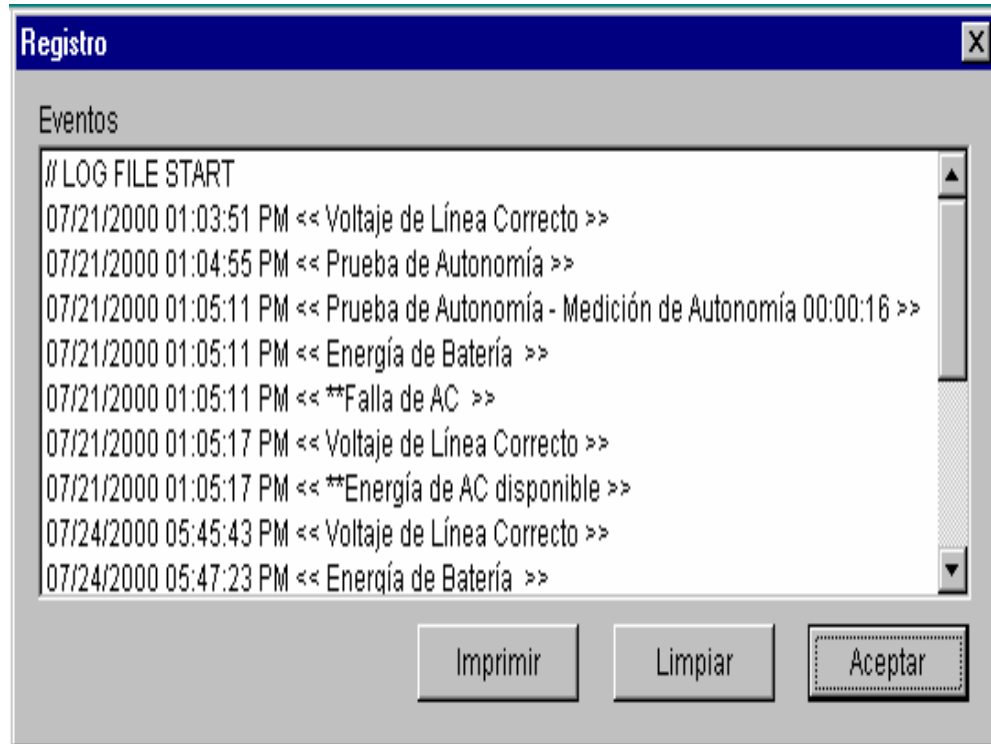 Registro
Eventos
// LOG FILE START
07/21/2000 01:03:51 PM << Voltaje de Línea Correcto >>
07/21/2000 01:04:55 PM << Prueba de Autonomía >>
07/21/2000 01:05:11 PM << Prueba de Autonomía - Medición de Autonomía 00:00:16 >>
07/21/2000 01:05:11 PM << Energía de Batería >>
07/21/2000 01:05:11 PM << **Falla de AC >>
07/21/2000 01:05:17 PM << Voltaje de Línea Correcto >>
07/21/2000 01:05:17 PM << **Energía de AC disponible >>
07/24/2000 05:45:43 PM << Voltaje de Línea Correcto >>
07/24/2000 05:47:23 PM << Energía de Batería >>
Imprimir Limpiar Aceptar